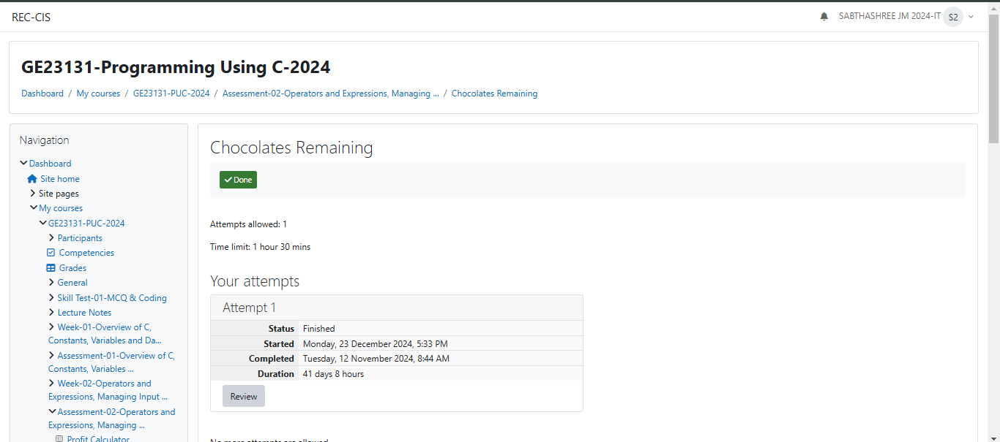 REC-CIS
SABTHASHREE JM 2024-IT S2
GE23131-Programming Using C-2024
Dashboard / My courses / GE23131-PUC-2024 / Assessment-02-Operators and Expressions, Managing ... / Chocolates Remaining
Navigation
Dashboard
Site home
Site pages
My courses
GE23131-PUC-2024
Participants
Competencies
Grades
General
Skill Test-01-MCQ & Coding
Lecture Notes
Week-01-Overview of C,
Constants, Variables and Da...
Assessment-01-Overview of C,
Constants, Variables ...
Week-02-Operators and
Expressions, Managing Input ...
Assessment-02-Operators and
Expressions, Managing ...
Profit Calculator
Chocolates Remaining
Done
Attempts allowed: 1
Time limit: 1 hour 30 mins
Your attempts
Attempt 1
Status Finished
Started Monday, 23 December 2024, 5:33 PM
Completed Tuesday, 12 November 2024, 8:44 AM
Duration 41 days 8 hours
Review
No more attempts are allowed